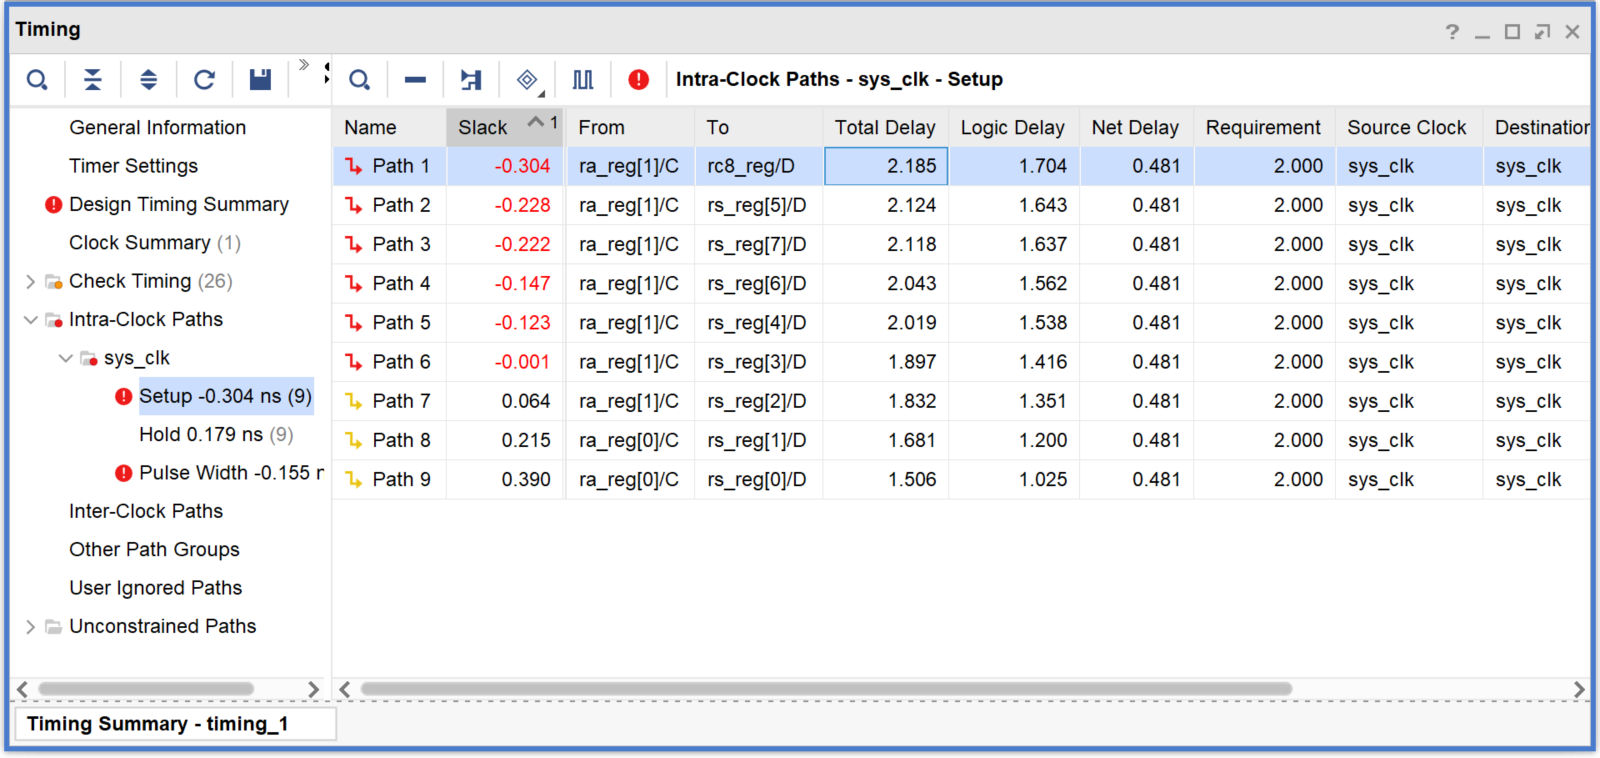 Timing
Intra-Clock Paths - sys_clk - Setup
General Information
Timer Settings
Design Timing Summary
Clock Summary (1)
Check Timing (26)
Intra-Clock Paths
sys_clk
Setup -0.304 ns (9)
Hold 0.179 ns (9)
Pulse Width -0.155 n
Inter-Clock Paths
Other Path Groups
User Ignored Paths
Unconstrained Paths
Name Slack 1 From To Total Delay Logic Delay Net Delay Requirement Source Clock Destination
Path 1 -0.304 ra_reg[1]/C rc8_reg/D 2.185 1.704 0.481 2.000 sys_clk sys_clk
Path 2 -0.228 ra_reg[1]/C rs_reg[5]/D 2.124 1.643 0.481 2.000 sys_clk sys_clk
Path 3 -0.222 ra_reg[1]/C rs_reg[7]/D 2.118 1.637 0.481 2.000 sys_clk sys_clk
Path 4 -0.147 ra_reg[1]/C rs_reg[6]/D 2.043 1.562 0.481 2.000 sys_clk sys_clk
Path 5 -0.123 ra_reg[1]/C rs_reg[4]/D 2.019 1.538 0.481 2.000 sys_clk sys_clk
Path 6 -0.001 ra_reg[1]/C rs_reg[3]/D 1.897 1.416 0.481 2.000 sys_clk sys_clk
Path 7 0.064 ra_reg[1]/C rs_reg[2]/D 1.832 1.351 0.481 2.000 sys_clk sys_clk
Path 8 0.215 ra_reg[0]/C rs_reg[1]/D 1.681 1.200 0.481 2.000 sys_clk sys_clk
Path 9 0.390 ra_reg[0]/C rs_reg[0]/D 1.506 1.025 0.481 2.000 sys_clk sys_clk
Timing Summary - timing_1